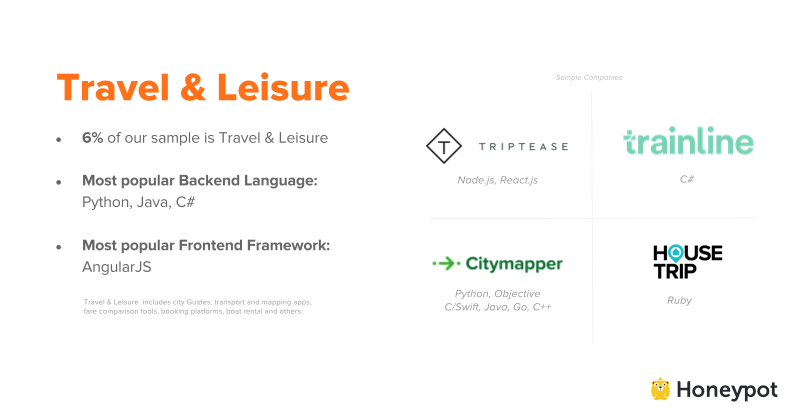 Travel & Leisure
• 6% of our sample is Travel & Leisure
• Most popular Backend Language:
Python, Java, C#
• Most popular Frontend Framework:
AngularJS
Travel & Leisure includes city Guides, transport and mapping apps,
fare comparison tools, booking platforms, boat rental and others.
Sample Companies
T TRIPTEASE
Node.js, React.js
trainline
C#
Citymapper
Python, Objective
C/Swift, Java, Go, C++
HOUSE
TRIP
Ruby
Honeypot